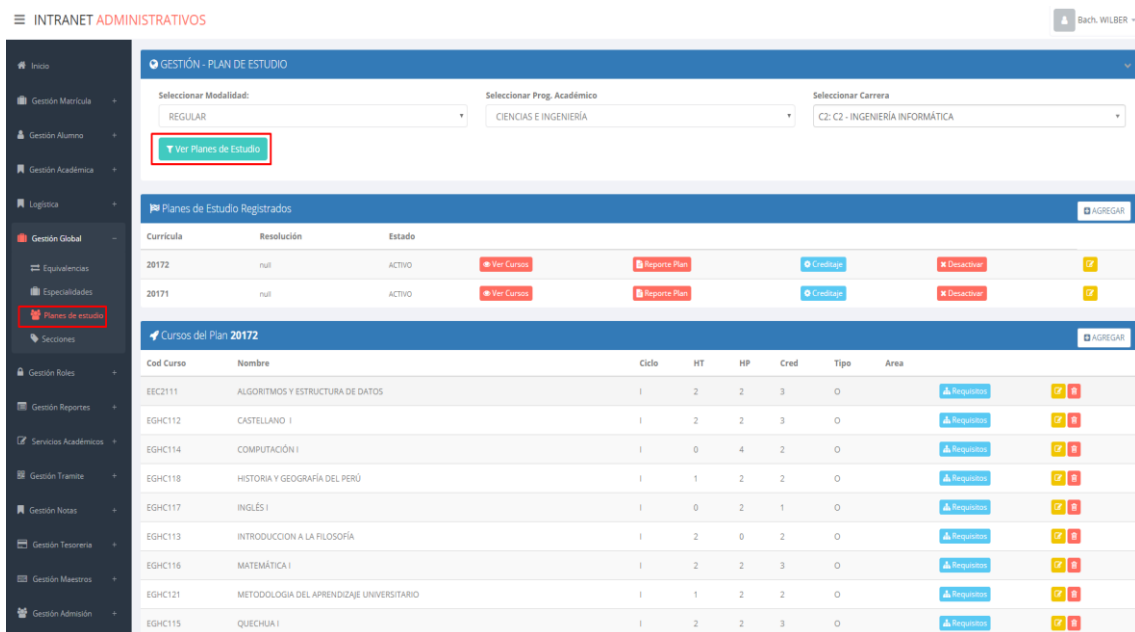 INTRANET ADMINISTRATIVOS
Bach. WILBER
Inicio
Gestión Matrícula +
Gestión Alumno +
Gestión Académica +
Logística +
Gestión Global −
Equivalencias
Especialidades
Planes de estudio
Secciones
Gestión Roles +
Gestión Reportes +
Servicios Académicos +
Gestión Tramite +
Gestión Notas +
Gestión Tesoreria +
Gestión Maestros +
Gestión Admisión +
GESTIÓN - PLAN DE ESTUDIO
Seleccionar Modalidad: Seleccionar Prog. Académico Seleccionar Carrera
REGULAR CIENCIAS E INGENIERÍA C2: C2 - INGENIERÍA INFORMÁTICA
Ver Planes de Estudio
Planes de Estudio Registrados AGREGAR
Currícula Resolución Estado
20172 null ACTIVO Ver Cursos Reporte Plan Creditaje Desactivar
20171 null ACTIVO Ver Cursos Reporte Plan Creditaje Desactivar
Cursos del Plan 20172 AGREGAR
Cod Curso Nombre Ciclo HT HP Cred Tipo Area
EEC2111 ALGORITMOS Y ESTRUCTURA DE DATOS I 2 2 3 O Requisitos
EGHC112 CASTELLANO I I 2 2 3 O Requisitos
EGHC114 COMPUTACIÓN I I 0 4 2 O Requisitos
EGHC118 HISTORIA Y GEOGRAFÍA DEL PERÚ I 1 2 2 O Requisitos
EGHC117 INGLÉS I I 0 2 1 O Requisitos
EGHC113 INTRODUCCION A LA FILOSOFÍA I 2 0 2 O Requisitos
EGHC116 MATEMÁTICA I I 2 2 3 O Requisitos
EGHC121 METODOLOGIA DEL APRENDIZAJE UNIVERSITARIO I 1 2 2 O Requisitos
EGHC115 QUECHUA I I 2 2 3 O Requisitos